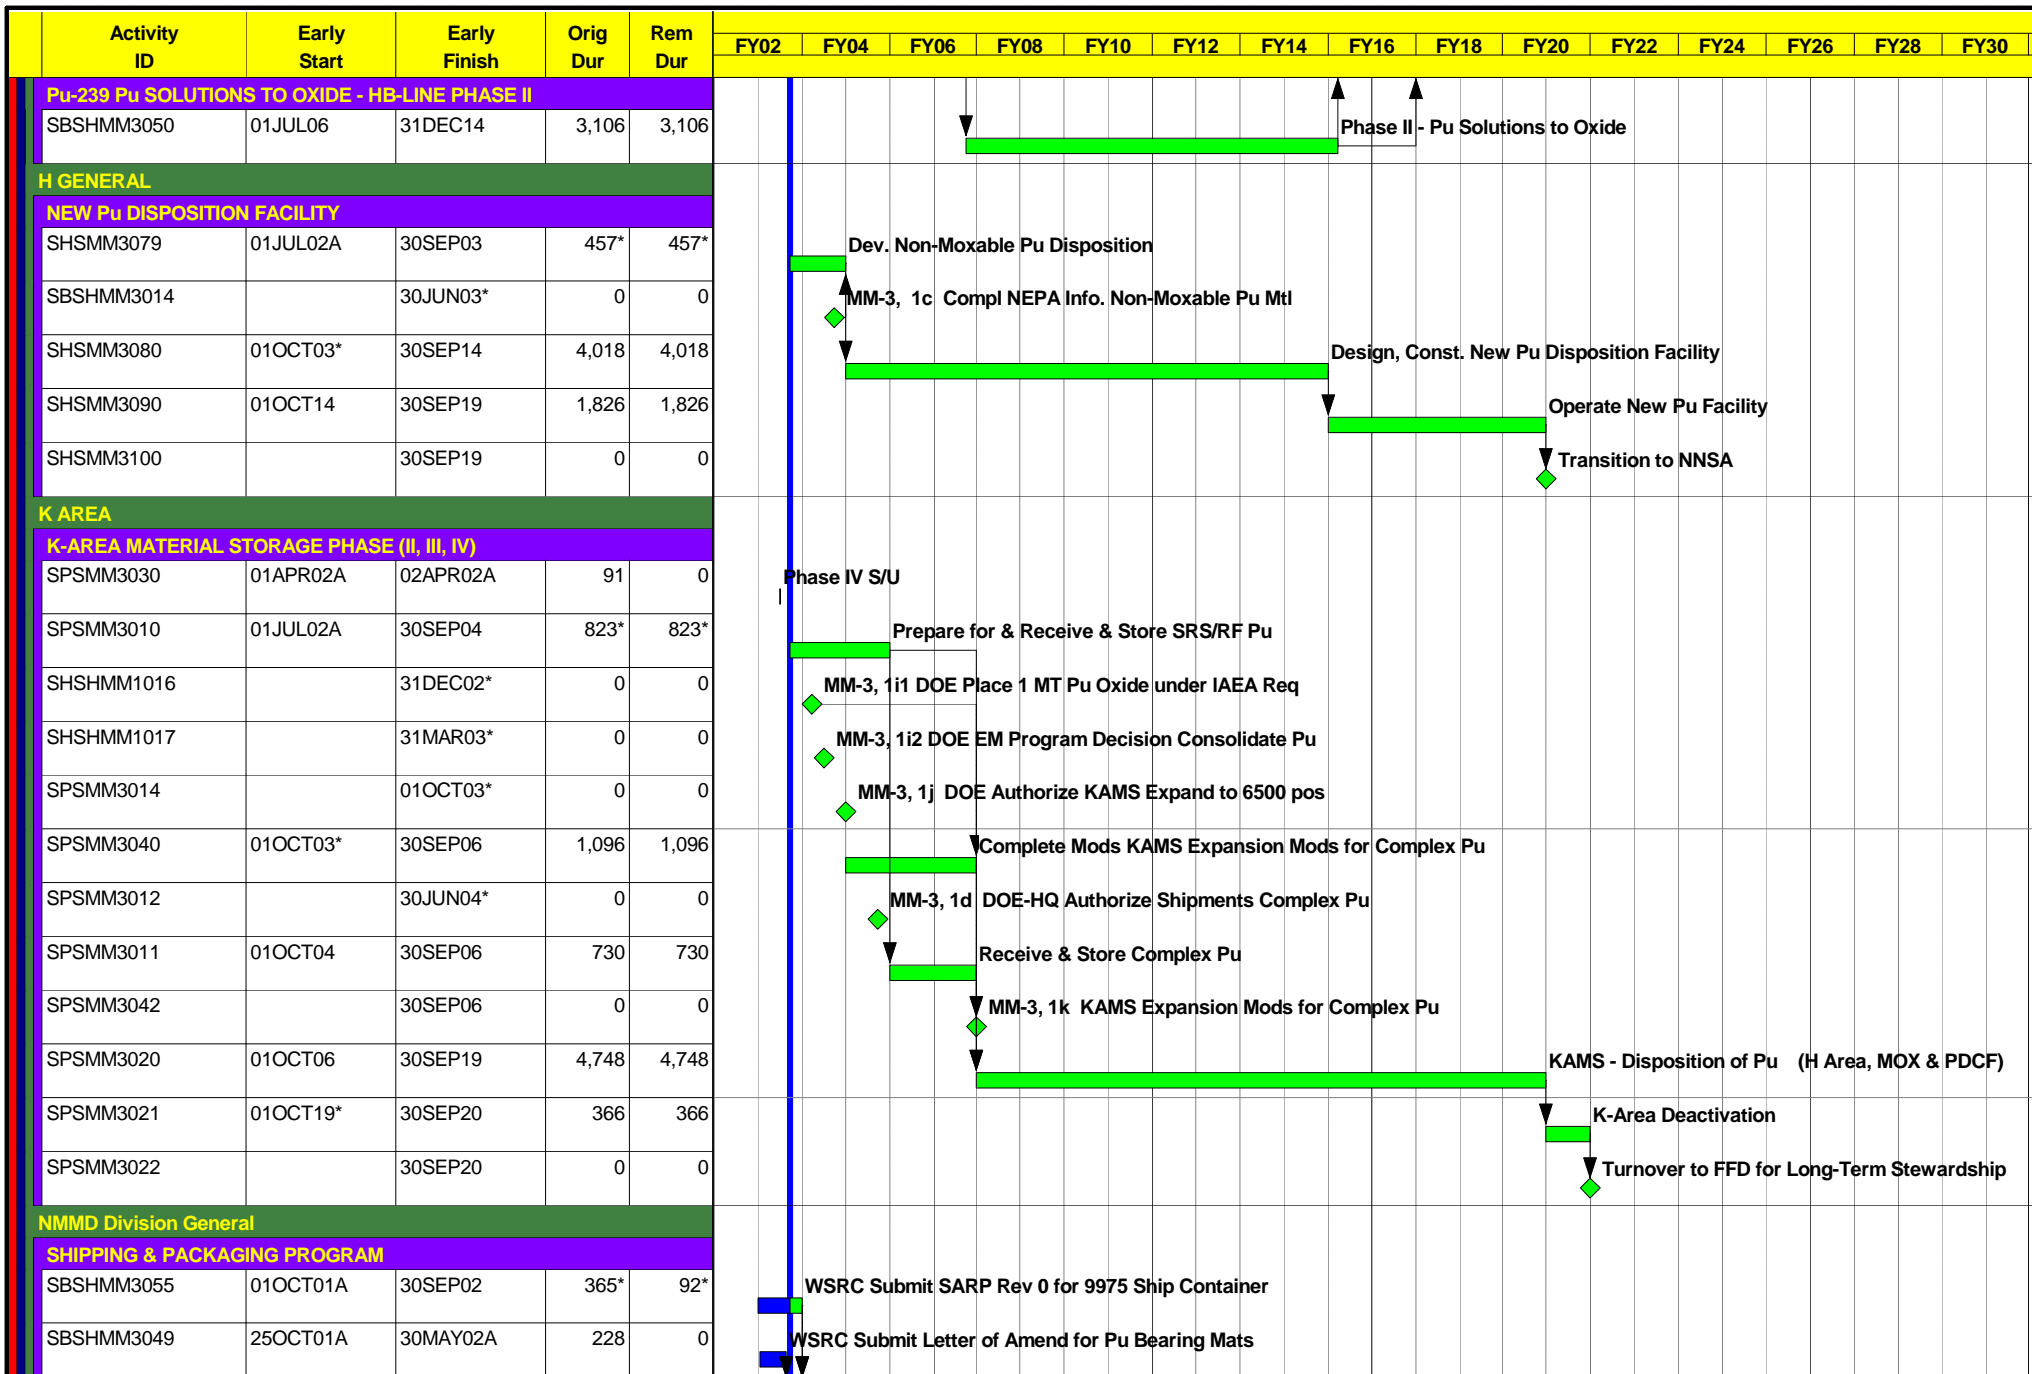 Activity ID Early Start Early Finish Orig Dur Rem Dur FY02 FY04 FY06 FY08 FY10 FY12 FY14 FY16 FY18 FY20 FY22 FY24 FY26 FY28 FY30
Pu-239 Pu SOLUTIONS TO OXIDE - HB-LINE PHASE II
SBSHMM3050 01JUL06 31DEC14 3,106 3,106 Phase II - Pu Solutions to Oxide
H GENERAL
NEW Pu DISPOSITION FACILITY
SHSMM3079 01JUL02A 30SEP03 457* 457* Dev. Non-Moxable Pu Disposition
SBSHMM3014 30JUN03* 0 0 MM-3, 1c Compl NEPA Info. Non-Moxable Pu Mtl
SHSMM3080 01OCT03* 30SEP14 4,018 4,018 Design, Const. New Pu Disposition Facility
SHSMM3090 01OCT14 30SEP19 1,826 1,826 Operate New Pu Facility
SHSMM3100 30SEP19 0 0 Transition to NNSA
K AREA
K-AREA MATERIAL STORAGE PHASE (II, III, IV)
SPSMM3030 01APR02A 02APR02A 91 0 Phase IV S/U
SPSMM3010 01JUL02A 30SEP04 823* 823* Prepare for & Receive & Store SRS/RF Pu
SHSHMM1016 31DEC02* 0 0 MM-3, 1i1 DOE Place 1 MT Pu Oxide under IAEA Req
SHSHMM1017 31MAR03* 0 0 MM-3, 1i2 DOE EM Program Decision Consolidate Pu
SPSMM3014 01OCT03* 0 0 MM-3, 1j DOE Authorize KAMS Expand to 6500 pos
SPSMM3040 01OCT03* 30SEP06 1,096 1,096 Complete Mods KAMS Expansion Mods for Complex Pu
SPSMM3012 30JUN04* 0 0 MM-3, 1d DOE-HQ Authorize Shipments Complex Pu
SPSMM3011 01OCT04 30SEP06 730 730 Receive & Store Complex Pu
SPSMM3042 30SEP06 0 0 MM-3, 1k KAMS Expansion Mods for Complex Pu
SPSMM3020 01OCT06 30SEP19 4,748 4,748 KAMS - Disposition of Pu (H Area, MOX & PDCF)
SPSMM3021 01OCT19* 30SEP20 366 366 K-Area Deactivation
SPSMM3022 30SEP20 0 0 Turnover to FFD for Long-Term Stewardship
NMMD Division General
SHIPPING & PACKAGING PROGRAM
SBSHMM3055 01OCT01A 30SEP02 365* 92* WSRC Submit SARP Rev 0 for 9975 Ship Container
SBSHMM3049 25OCT01A 30MAY02A 228 0 WSRC Submit Letter of Amend for Pu Bearing Mats